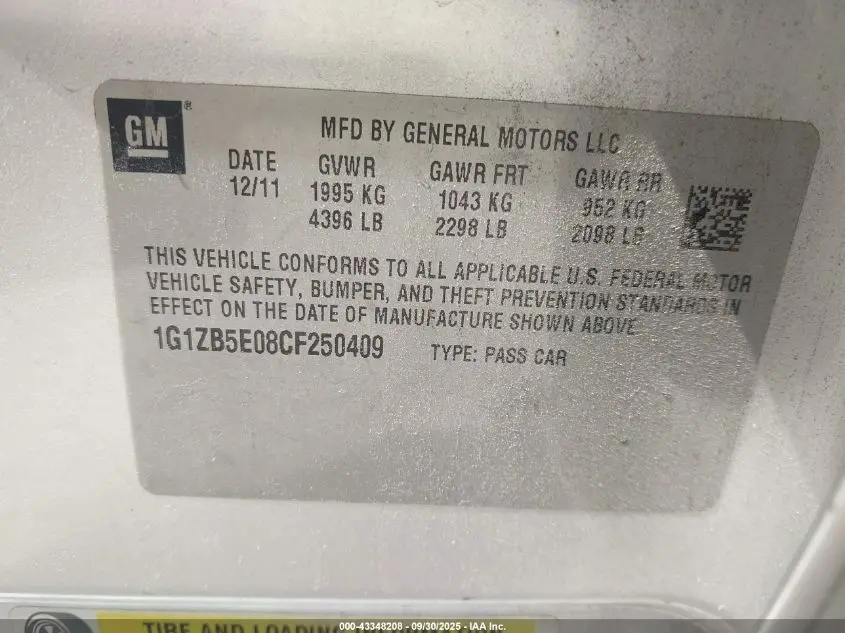 GM ®
MFD BY GENERAL MOTORS LLC
DATE GVWR GAWR FRT GAWR RR
12/11 1995 KG 1043 KG 952 KG
4396 LB 2298 LB 2098 LB
THIS VEHICLE CONFORMS TO ALL APPLICABLE U.S. FEDERAL MOTOR
VEHICLE SAFETY, BUMPER, AND THEFT PREVENTION STANDARDS IN
EFFECT ON THE DATE OF MANUFACTURE SHOWN ABOVE
1G1ZB5E08CF250409 TYPE: PASS CAR
TIRE AND LOADING
000-43348208 - 09/30/2025 - IAA Inc.